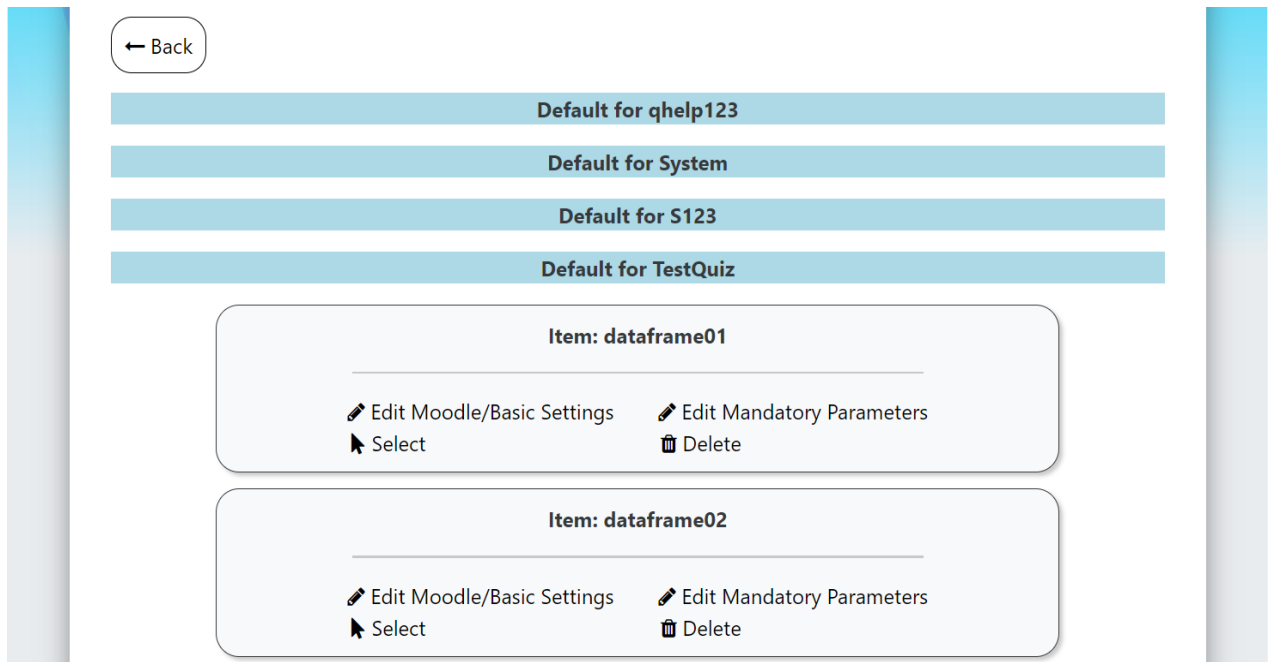 Back
Default for qhelp123
Default for System
Default for S123
Default for TestQuiz
Item: dataframe01
Edit Moodle/Basic Settings Edit Mandatory Parameters
Select Delete
Item: dataframe02
Edit Moodle/Basic Settings Edit Mandatory Parameters
Select Delete